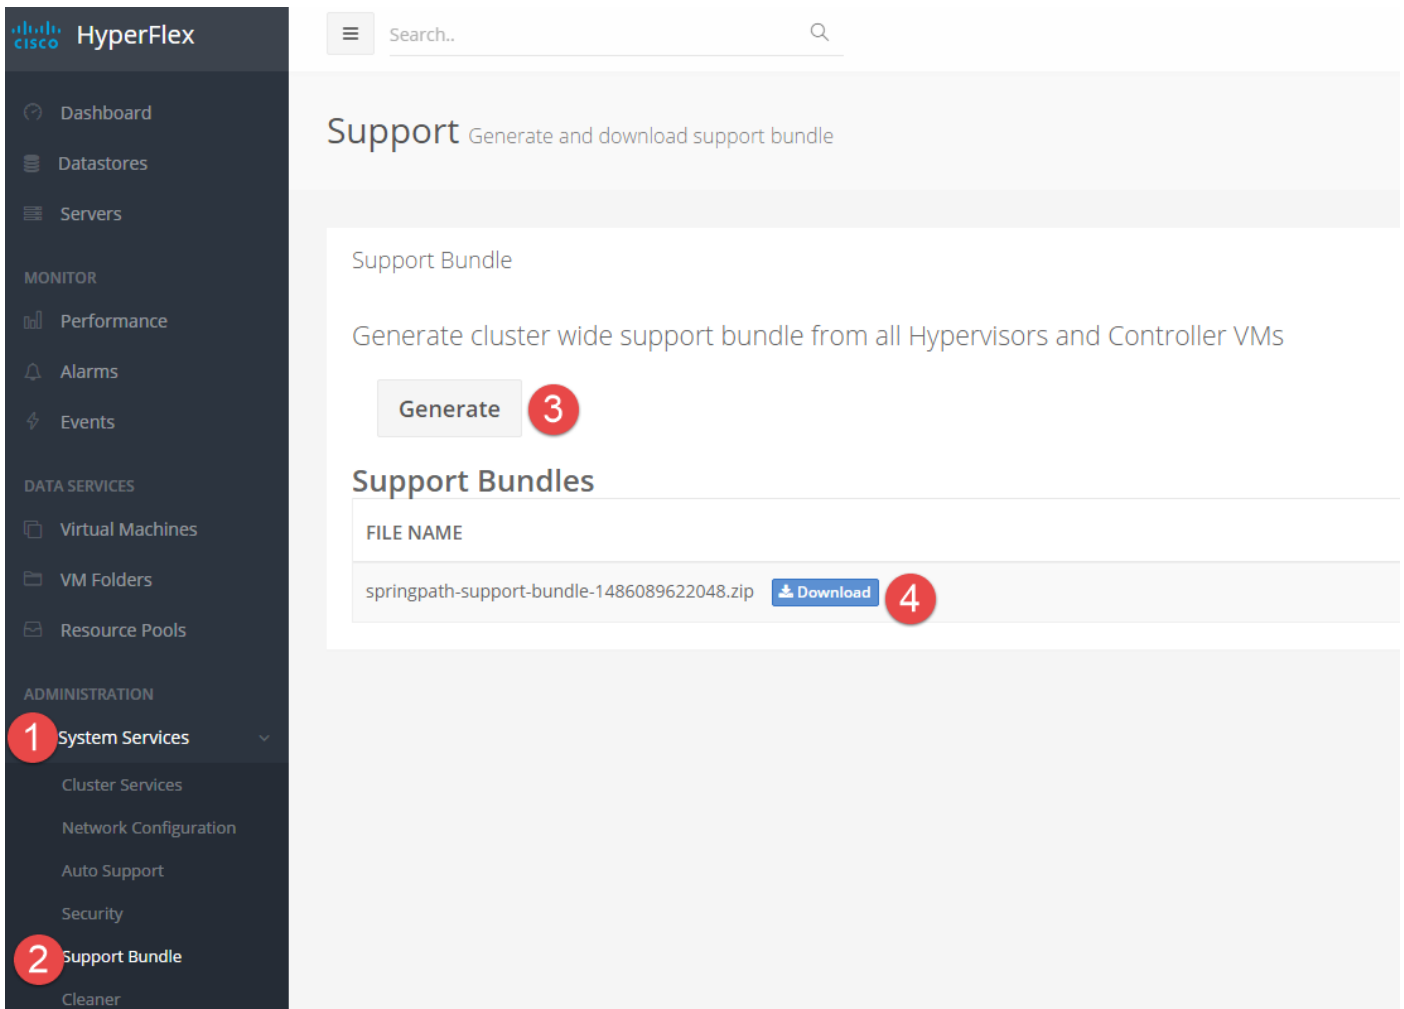 CISCO HyperFlex
Search..
Dashboard
Datastores
Servers
MONITOR
Performance
Alarms
Events
DATA SERVICES
Virtual Machines
VM Folders
Resource Pools
ADMINISTRATION
1 System Services
Cluster Services
Network Configuration
Auto Support
Security
2 Support Bundle
Cleaner
Support Generate and download support bundle
Support Bundle
Generate cluster wide support bundle from all Hypervisors and Controller VMs
Generate 3
Support Bundles
FILE NAME
springpath-support-bundle-1486089622048.zip Download 4